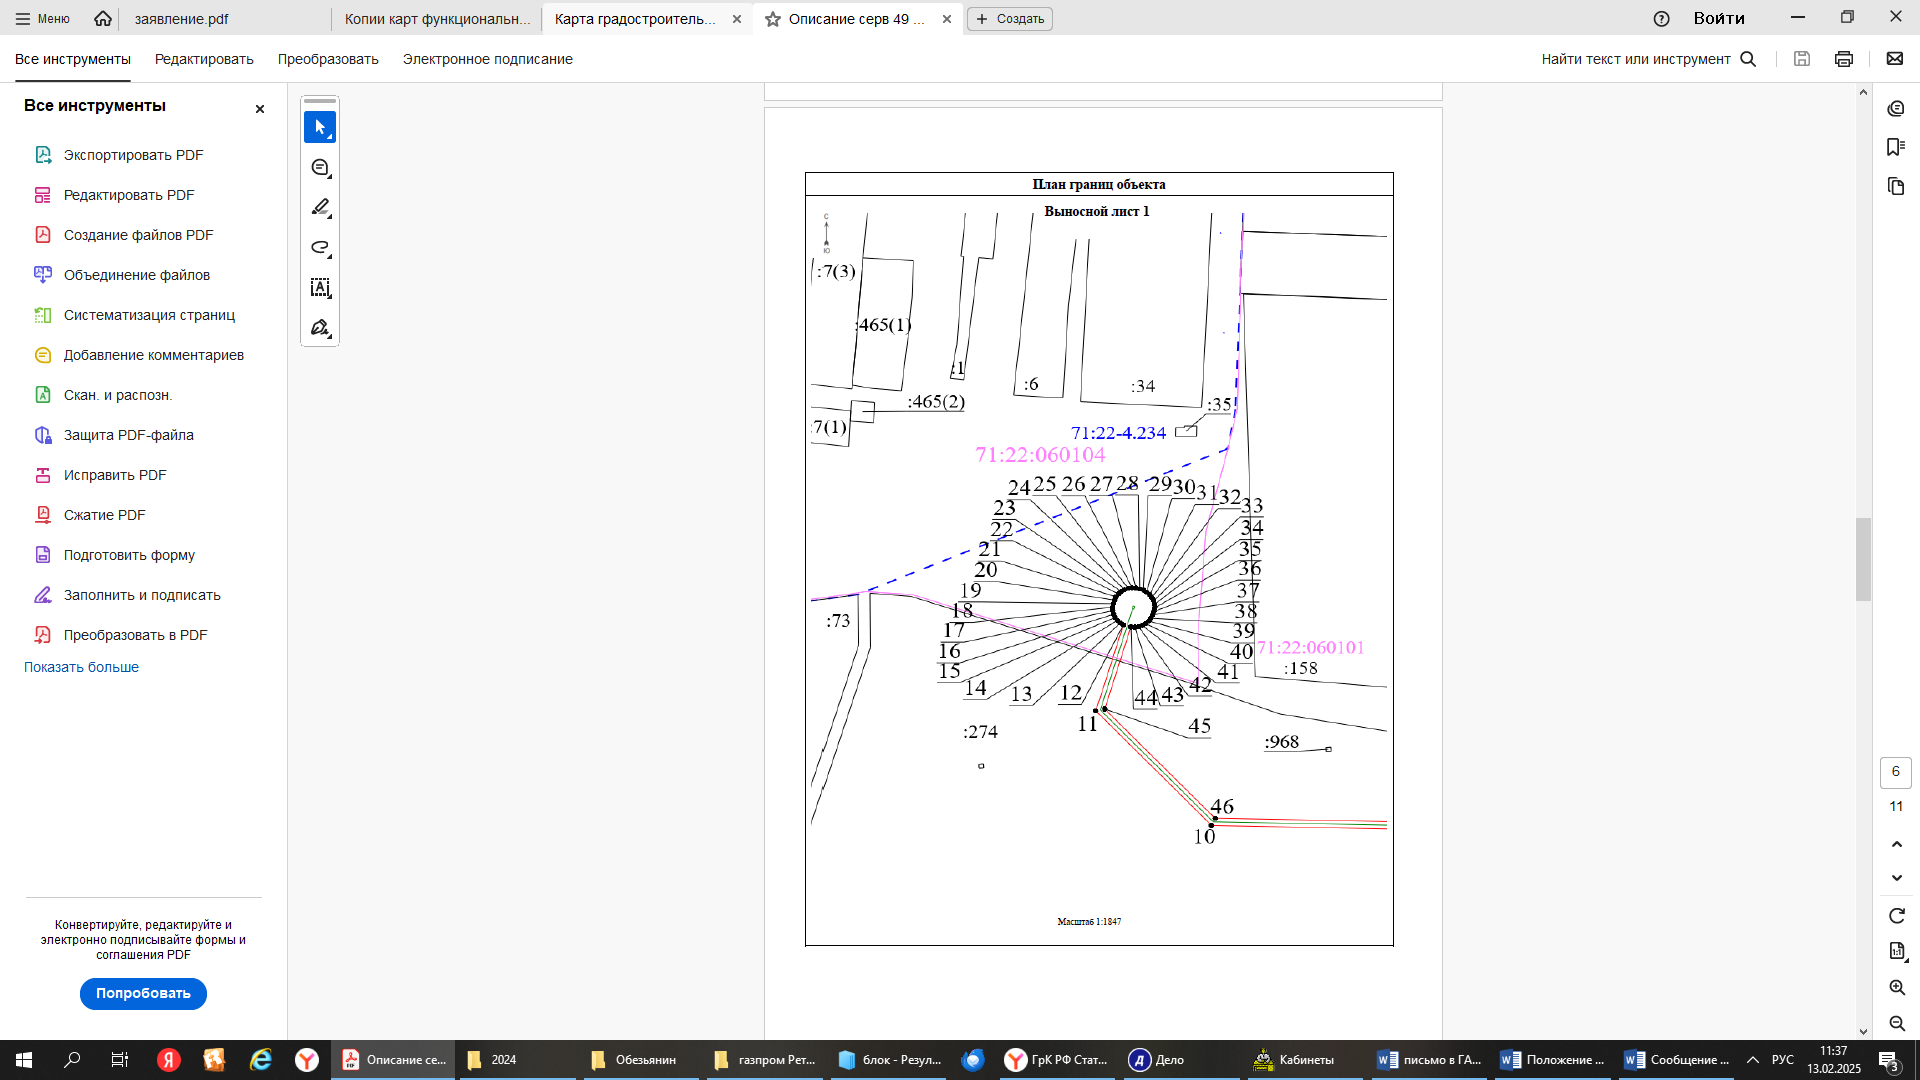 Меню
заявление.pdf
Копии карт функциональн...
Карта градостроитель...
Описание серв 49 ...
Создать
Войти
Все инструменты
Редактировать
Преобразовать
Электронное подписание
Найти текст или инструмент
Все инструменты
Экспортировать PDF
Редактировать PDF
Создание файлов PDF
Объединение файлов
Систематизация страниц
Добавление комментариев
Скан. и распозн.
Защита PDF-файла
Исправить PDF
Сжатие PDF
Подготовить форму
Заполнить и подписать
Преобразовать в PDF
Показать больше
Конвертируйте, редактируйте и
электронно подписывайте формы и
соглашения PDF
Попробовать
План границ объекта
Выносной лист 1
С
Ю
:7(3)
:465(1)
:1
:6
:34
:465(2)
:35
:7(1)
71:22-4.234
71:22:060104
24
25
26
27
28
29
30
31
32
33
23
34
22
35
21
36
20
37
19
38
18
39
:73
17
40
16
71:22:060101
15
41
:158
14
13
12
44
43
42
11
45
:274
:968
46
10
Масштаб 1:1847
6
11
Описание се...
2024
Обезьянин
газпром Рет...
блок - Резул...
ГрК РФ Стат...
Дело
Кабинеты
письмо в ГА...
Положение ...
Сообщение ...
РУС
11:37
13.02.2025
3